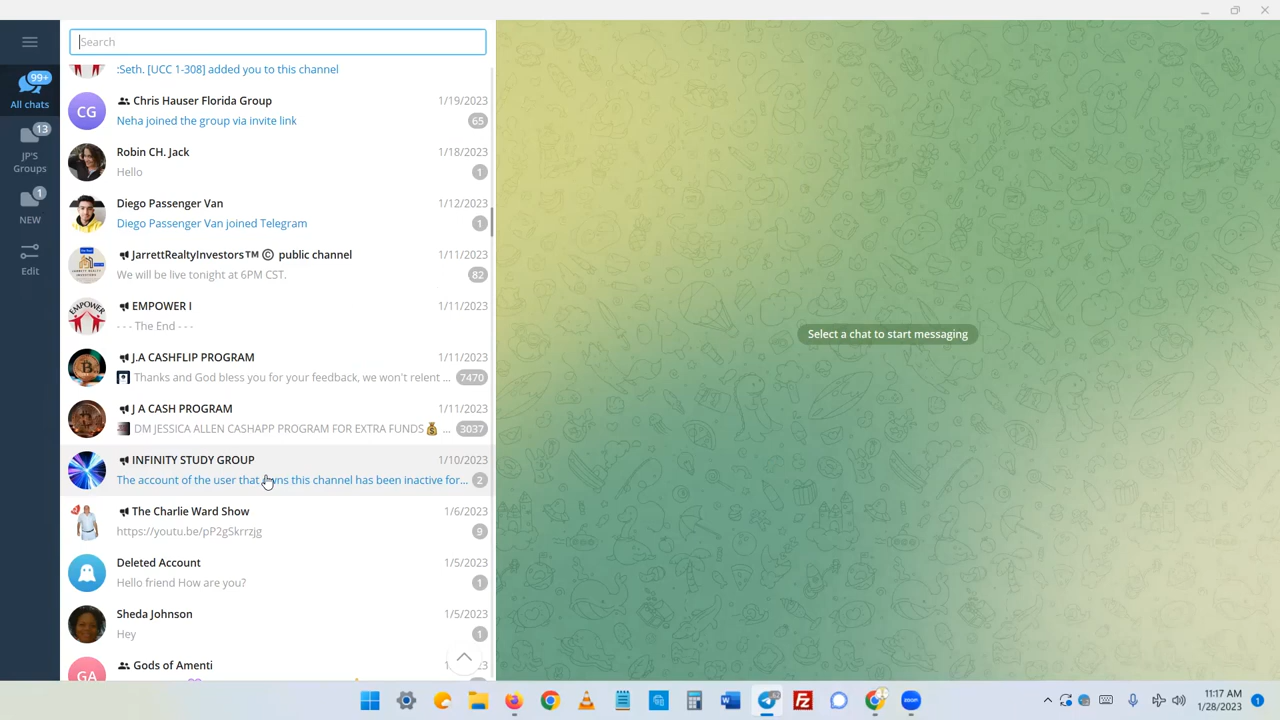 Search
99+
All chats
13
JP'S
Groups
1
NEW
Edit
:Seth. [UCC 1-308] added you to this channel
CG
Chris Hauser Florida Group
1/19/2023
Neha joined the group via invite link
65
Robin CH. Jack
1/18/2023
Hello
1
Diego Passenger Van
1/12/2023
Diego Passenger Van joined Telegram
1
JarrettRealtyInvestors™ © public channel
1/11/2023
We will be live tonight at 6PM CST.
82
EMPOWER
EMPOWER I
1/11/2023
- - - The End - - -
J.A CASHFLIP PROGRAM
1/11/2023
Thanks and God bless you for your feedback, we won't relent ...
7470
J A CASH PROGRAM
1/11/2023
DM JESSICA ALLEN CASHAPP PROGRAM FOR EXTRA FUNDS💰 ...
3037
INFINITY STUDY GROUP
1/10/2023
The account of the user that owns this channel has been inactive for...
2
The Charlie Ward Show
1/6/2023
https://youtu.be/pP2gSkrrzjg
9
Deleted Account
1/5/2023
Hello friend How are you?
1
Sheda Johnson
1/5/2023
Hey
1
GA
Gods of Amenti
Select a chat to start messaging
zoom
11:17 AM
1/28/2023
1